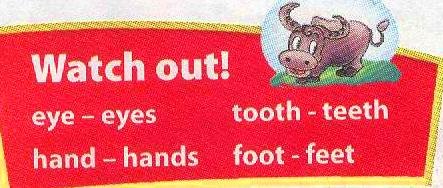 Watch out!
eye – eyes tooth - teeth
hand – hands foot - feet